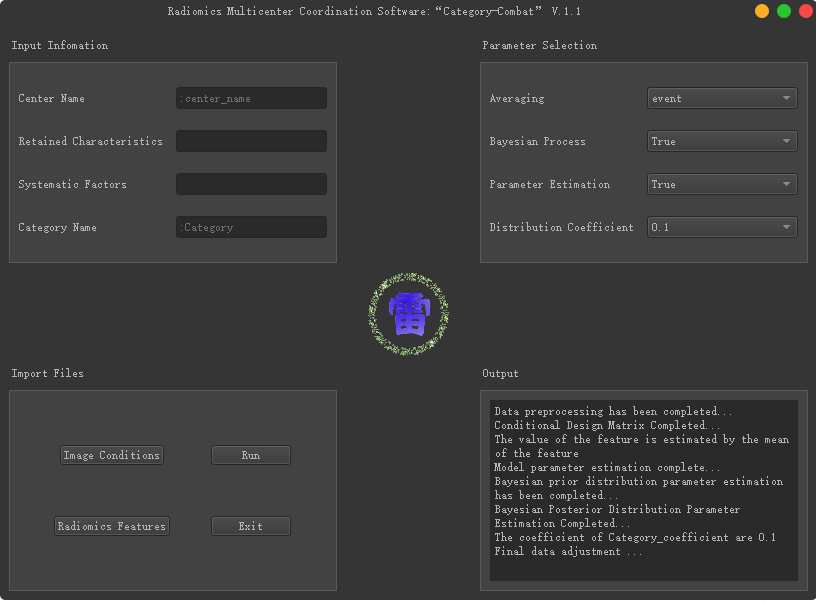 Radiomics Multicenter Coordination Software:“Category-Combat” V.1.1
Input Infomation
Center Name
:center_name
Retained Characteristics
Systematic Factors
Category Name
:Category
Parameter Selection
Averaging
event
Bayesian Process
True
Parameter Estimation
True
Distribution Coefficient
0.1
雷
Import Files
Image Conditions
Run
Radiomics Features
Exit
Output
Data preprocessing has been completed...
Conditional Design Matrix Completed...
The value of the feature is estimated by the mean
of the feature
Model parameter estimation complete...
Bayesian prior distribution parameter estimation
has been completed...
Bayesian Posterior Distribution Parameter
Estimation Completed...
The coefficient of Category_coefficient are 0.1
Final data adjustment ...